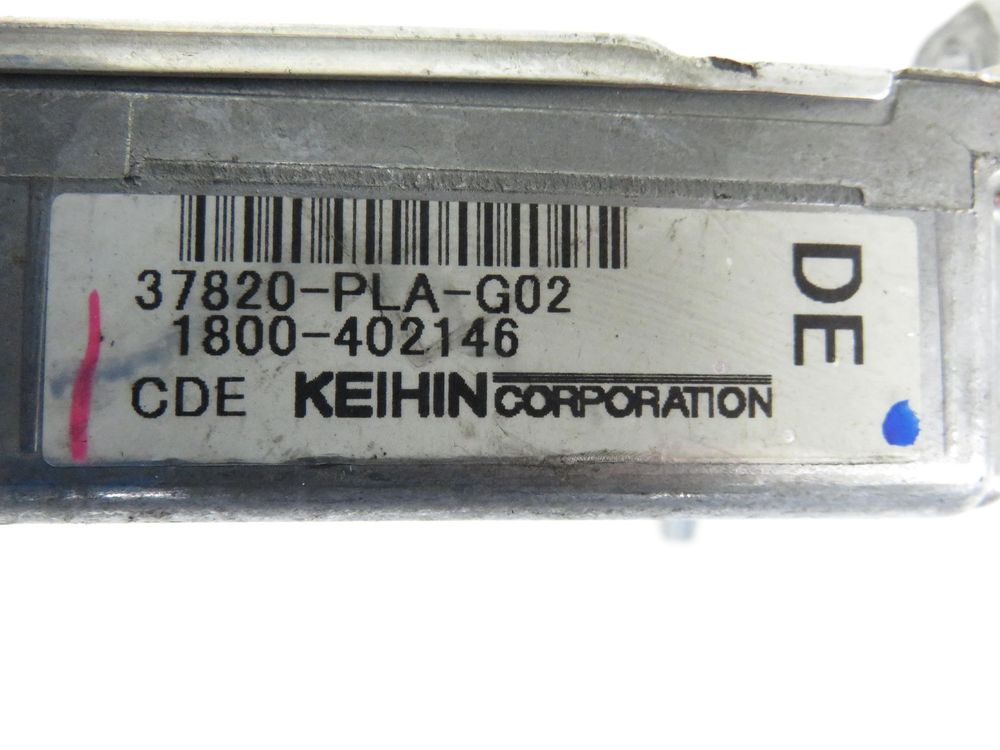 37820-PLA-G02
1800-402146
CDE KEIHIN CORPORATION
DE